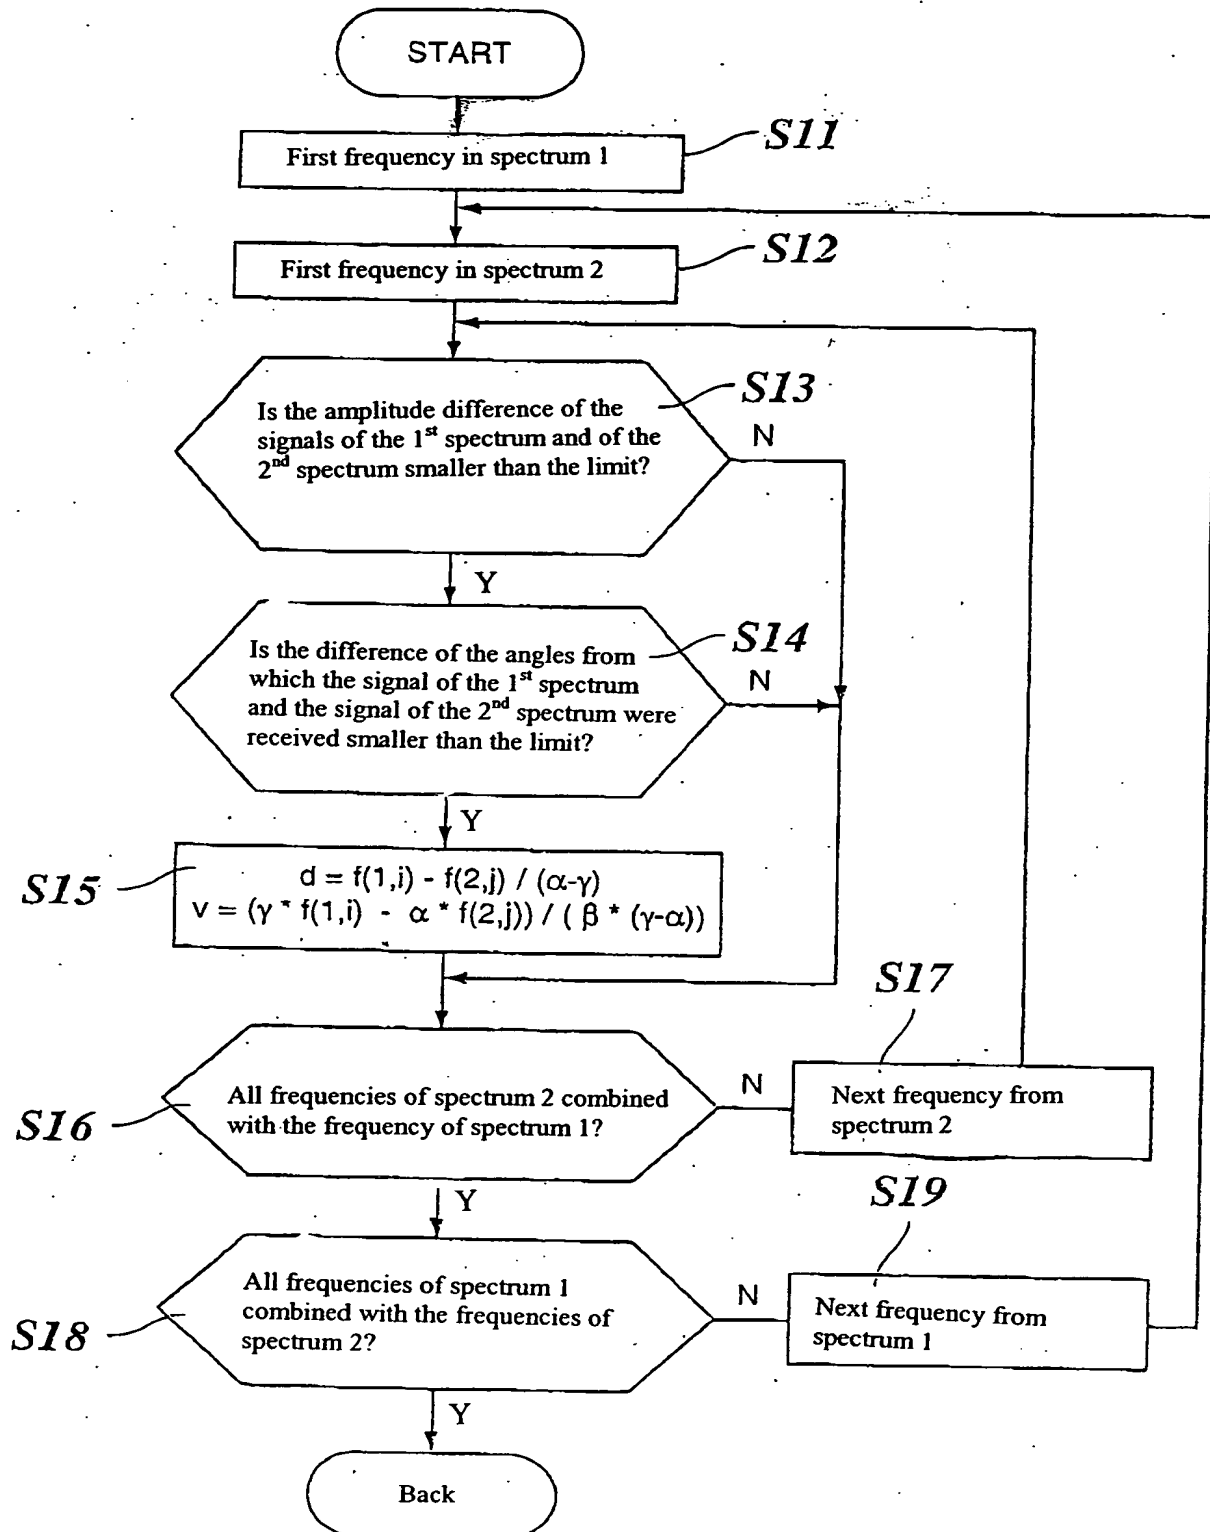 START
First frequency in spectrum 1
S11
First frequency in spectrum 2
S12
Is the amplitude difference of the
signals of the 1st spectrum and of the
2nd spectrum smaller than the limit?
S13
N
Y
Is the difference of the angles from
which the signal of the 1st spectrum
and the signal of the 2nd spectrum were
received smaller than the limit?
S14
N
Y
S15
d = f(1,i) - f(2,j) / (α-γ)
v = (γ * f(1,i) - α * f(2,j)) / ( β * (γ-α))
S16
All frequencies of spectrum 2 combined
with the frequency of spectrum 1?
N
S17
Next frequency from
spectrum 2
Y
S18
All frequencies of spectrum 1
combined with the frequencies of
spectrum 2?
N
S19
Next frequency from
spectrum 1
Y
Back